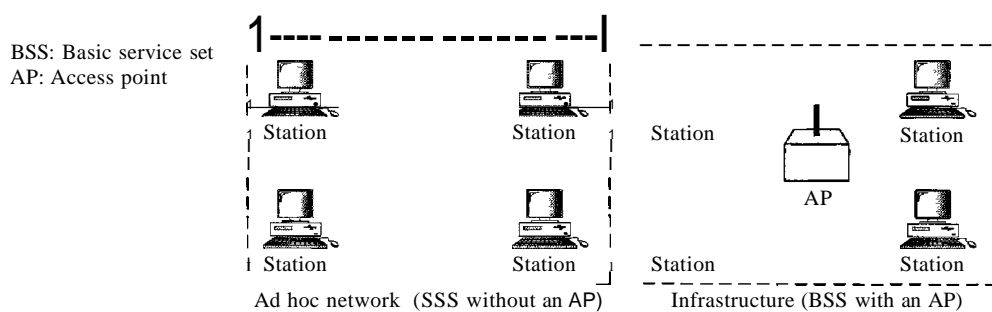 BSS: Basic service set
AP: Access point
Station Station Station Station
AP
Station Station Station Station
Ad hoc network (SSS without an AP) Infrastructure (BSS with an AP)